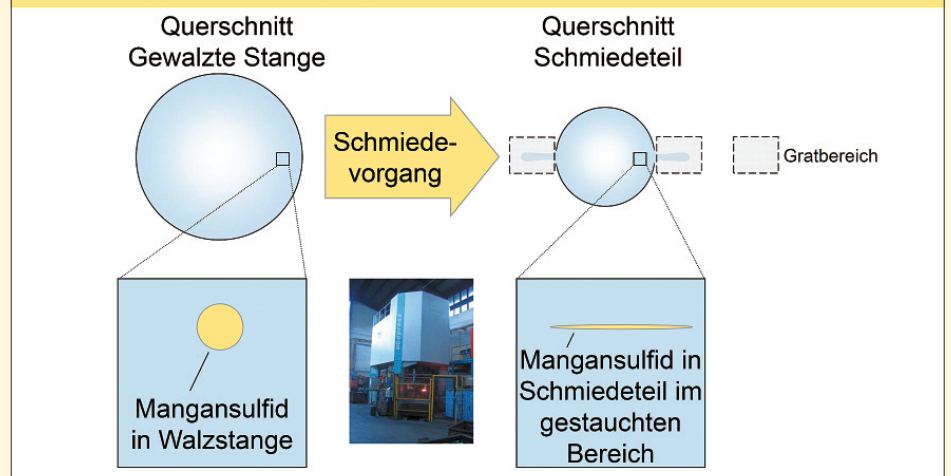 Querschnitt
Gewalzte Stange
Querschnitt
Schmiedeteil
Schmiede-
vorgang
Gratbereich
Mangansulfid
in Walzstange
Mangansulfid in
Schmiedeteil im
gestauchten
Bereich